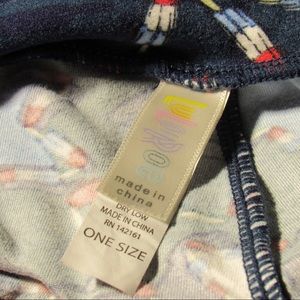 made in
china
DRY LOW
MADE IN CHINA
RN 142161
ONE SIZE